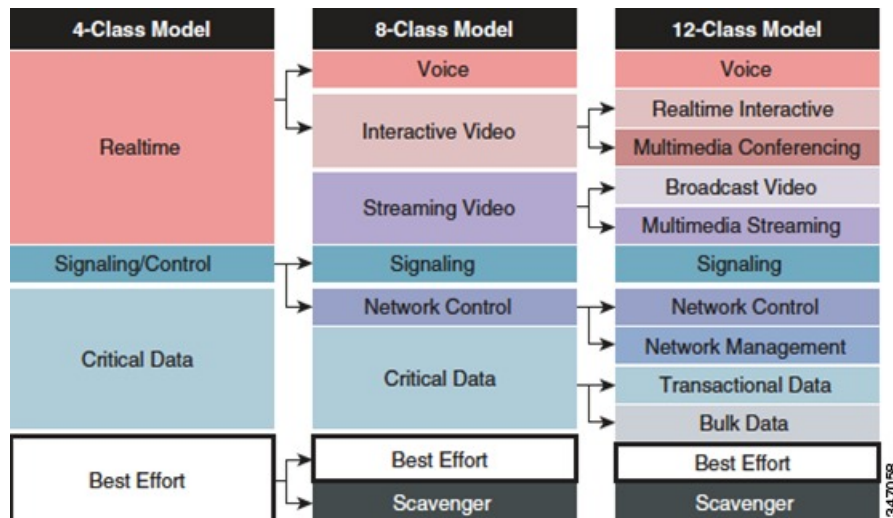 4-Class Model
8-Class Model
12-Class Model
Realtime
Signaling/Control
Critical Data
Best Effort
Voice
Interactive Video
Streaming Video
Signaling
Network Control
Critical Data
Best Effort
Scavenger
Voice
Realtime Interactive
Multimedia Conferencing
Broadcast Video
Multimedia Streaming
Signaling
Network Control
Network Management
Transactional Data
Bulk Data
Best Effort
Scavenger
347058